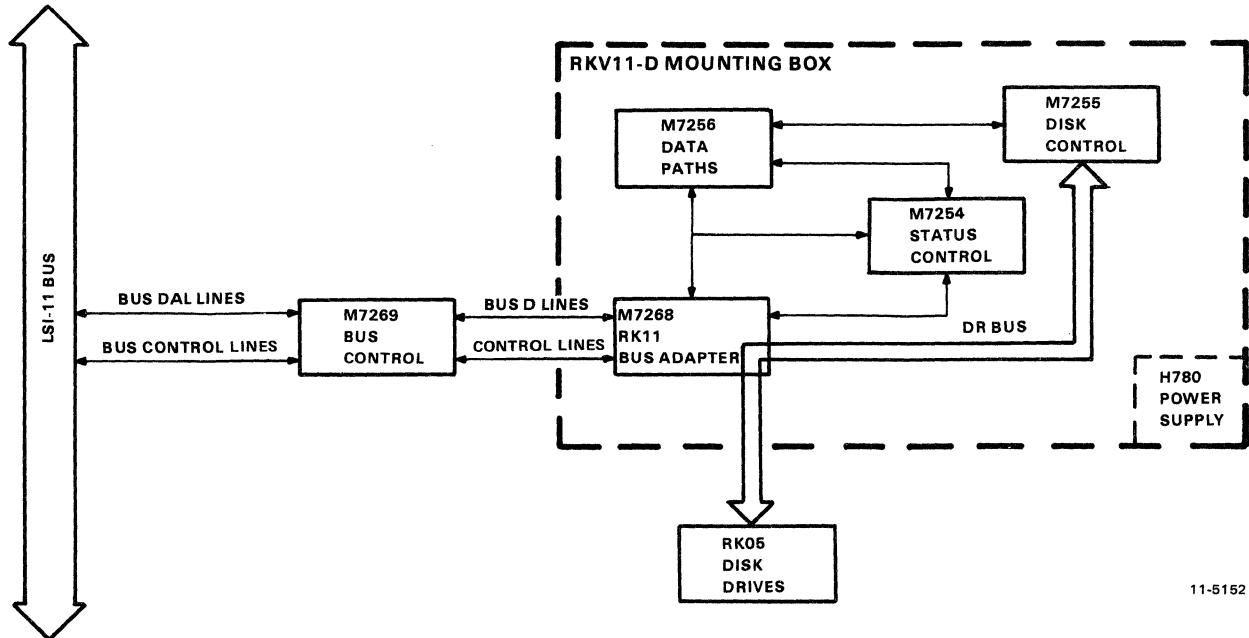 RKV11-D MOUNTING BOX
M7256
DATA
PATHS
M7255
DISK
CONTROL
M7254
STATUS
CONTROL
LSI-11 BUS
BUS DAL LINES
BUS CONTROL LINES
M7269
BUS
CONTROL
BUS D LINES
CONTROL LINES
M7268
RK11
BUS ADAPTER
DR BUS
H780
POWER
SUPPLY
RK05
DISK
DRIVES
11-5152